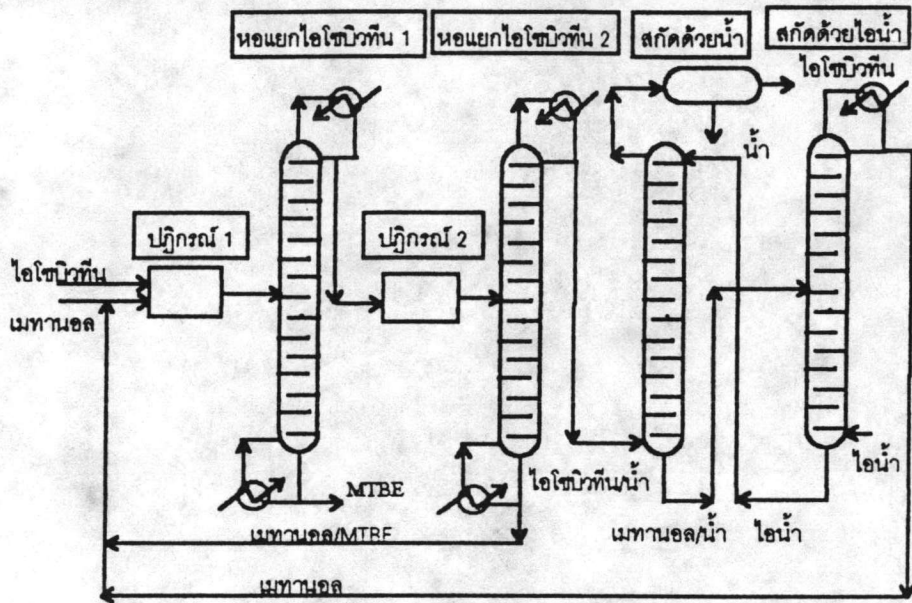 หอแยกไอโซบิวทีน 1
หอแยกไอโซบิวทีน 2
สกัดด้วยน้ำ
สกัดด้วยไอน้ำ
ไอโซบิวทีน
น้ำ
ปฏิกรณ์ 1
ปฏิกรณ์ 2
ไอโซบิวทีน
เมทานอล
ไอน้ำ
MTBE
ไอโซบิวทีน/น้ำ
เมทานอล/MTBE
เมทานอล/น้ำ
ไอน้ำ
เมทานอล